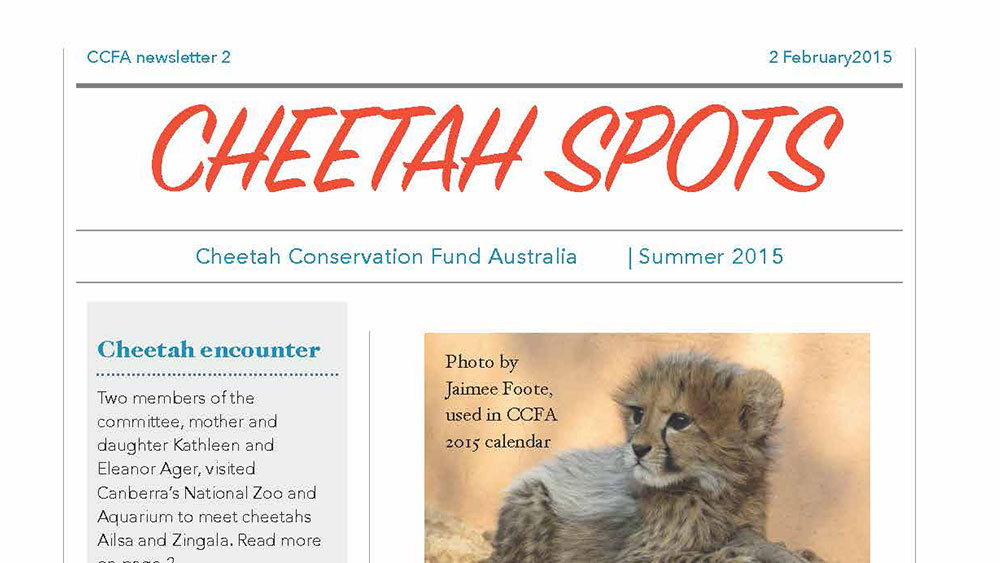 CCFA newsletter 2
2 February2015
CHEETAH SPOTS
Cheetah Conservation Fund Australia | Summer 2015
Cheetah encounter
Two members of the
committee, mother and
daughter Kathleen and
Eleanor Ager, visited
Canberra's National Zoo and
Aquarium to meet cheetahs
Ailsa and Zingala. Read more
on page
Photo by
Jaimee Foote,
used in CCFA
2015 calendar